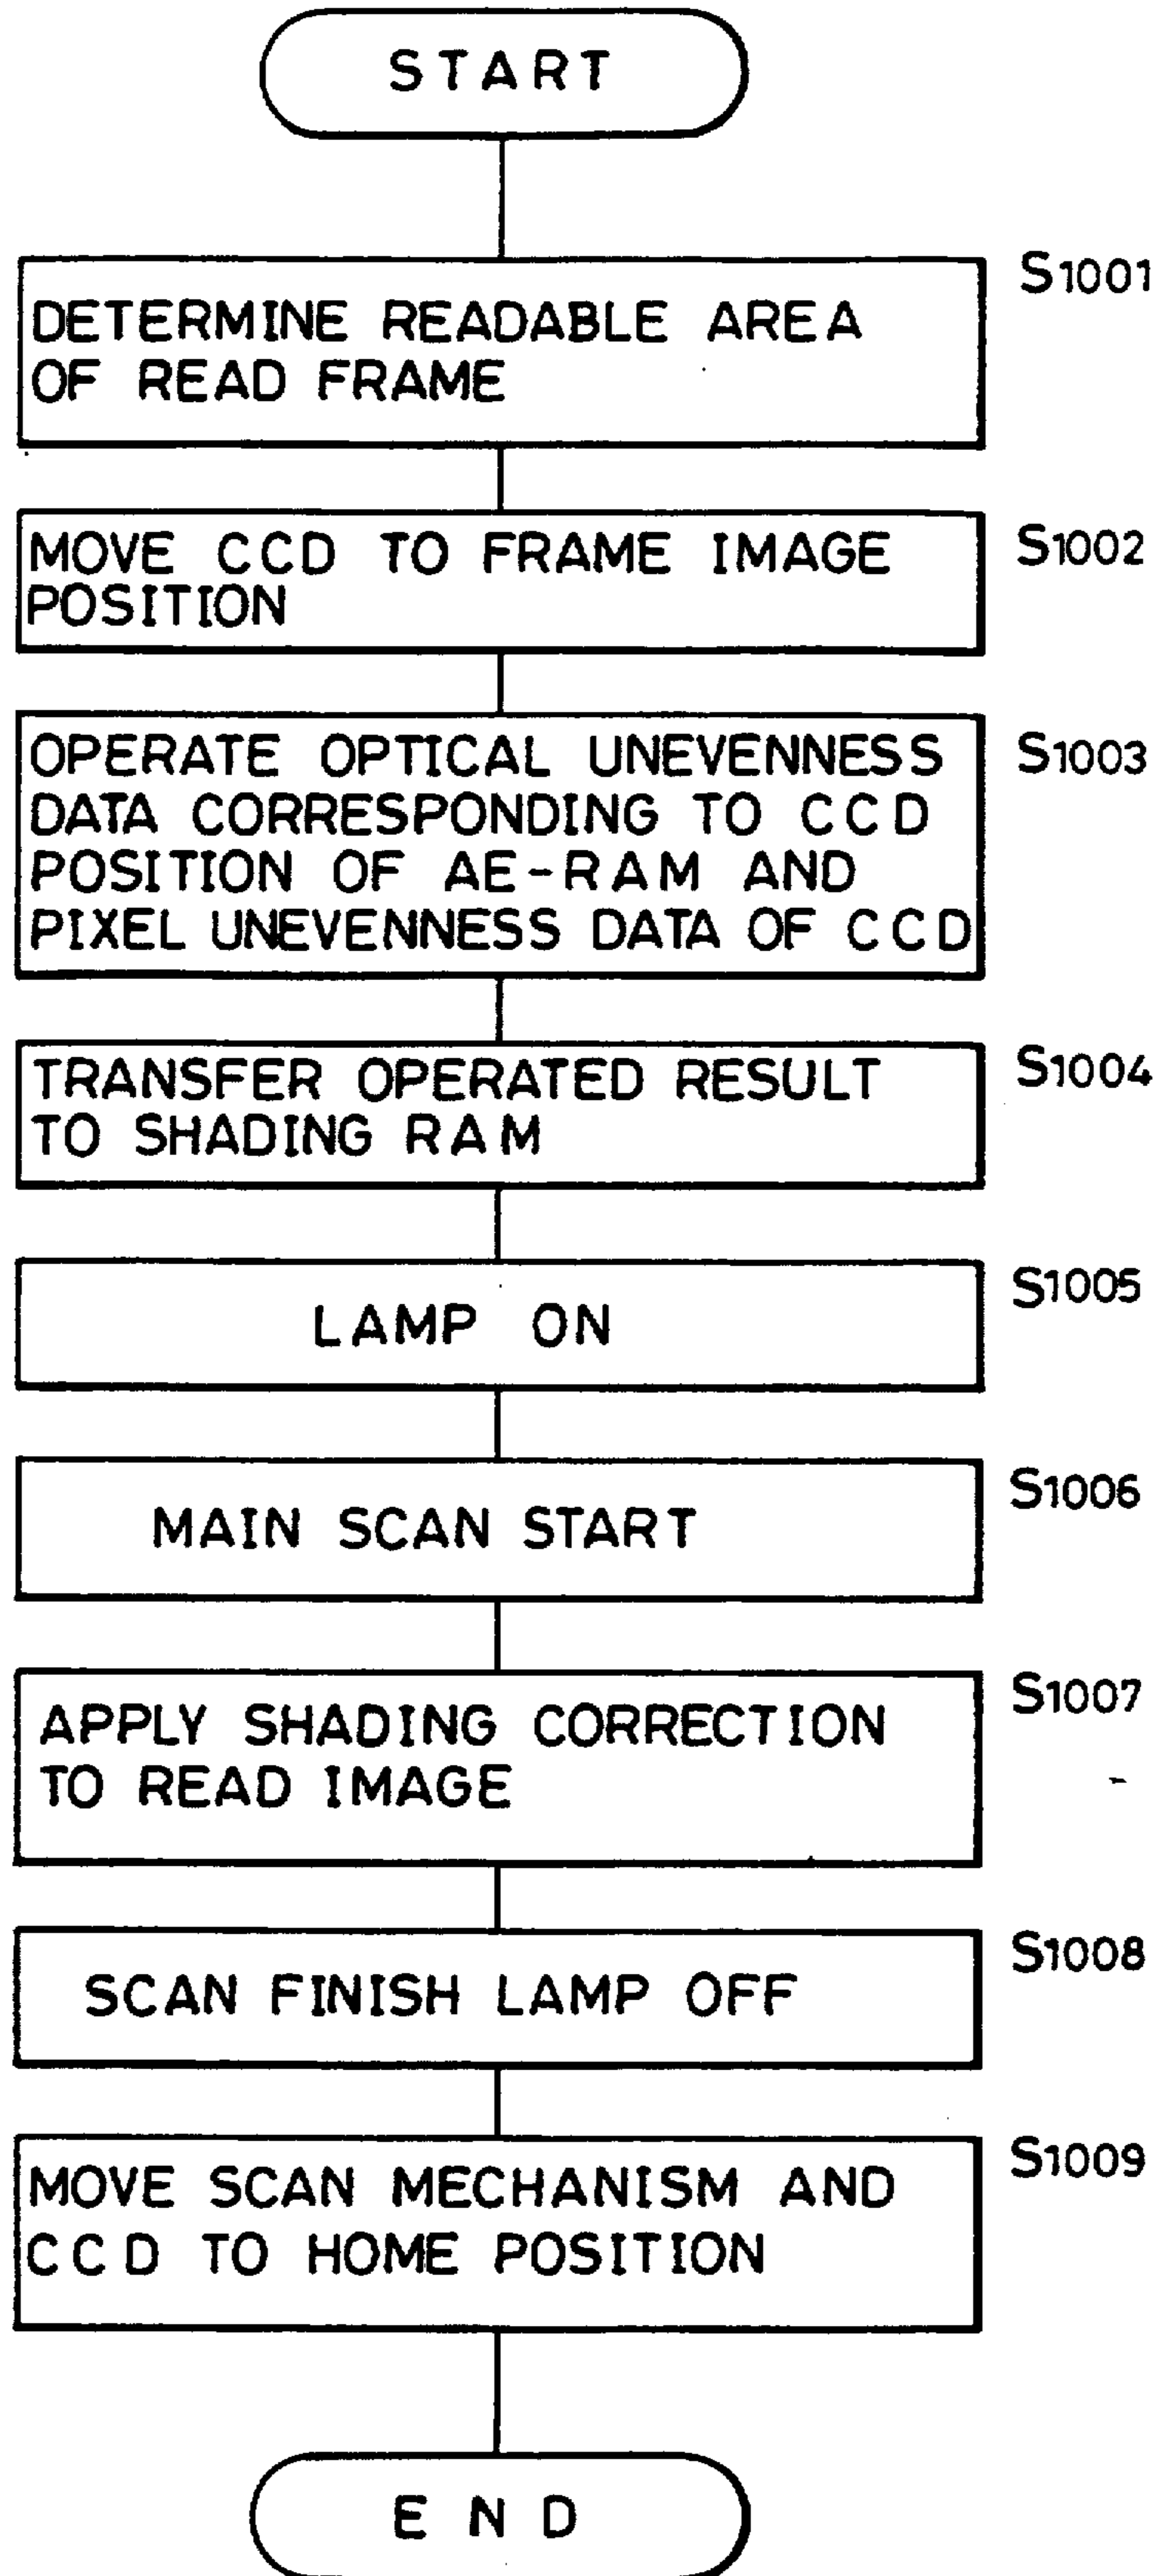 START
S1001
DETERMINE READABLE AREA
OF READ FRAME
S1002
MOVE CCD TO FRAME IMAGE
POSITION
S1003
OPERATE OPTICAL UNEVENNESS
DATA CORRESPONDING TO CCD
POSITION OF AE-RAM AND
PIXEL UNEVENNESS DATA OF CCD
S1004
TRANSFER OPERATED RESULT
TO SHADING RAM
S1005
LAMP ON
S1006
MAIN SCAN START
S1007
APPLY SHADING CORRECTION
TO READ IMAGE
S1008
SCAN FINISH LAMP OFF
S1009
MOVE SCAN MECHANISM AND
CCD TO HOME POSITION
END